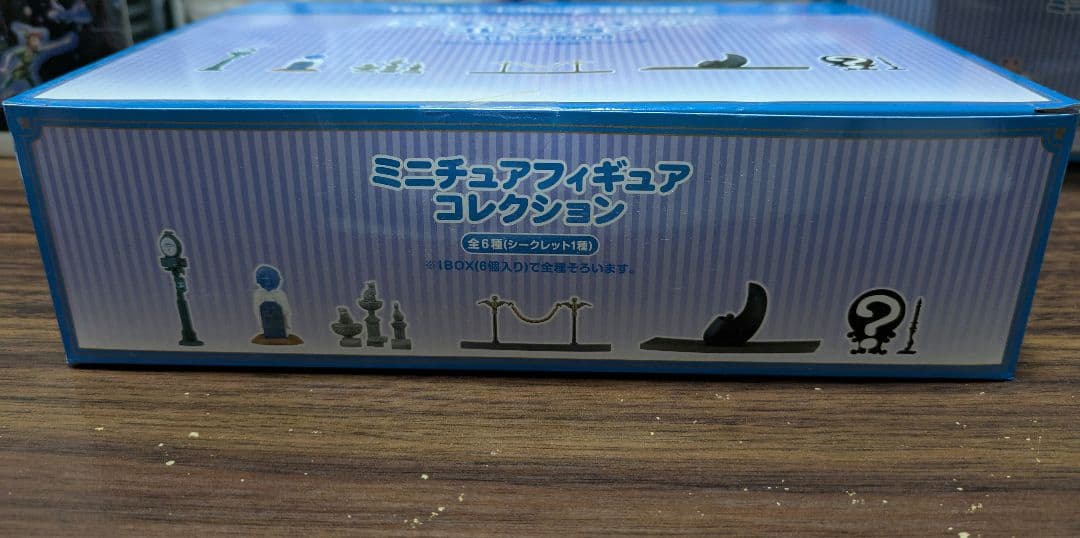 ミニチュアフィギュア
コレクション
全6種(シークレット1種)
※1BOX(6個入り)で全種そろいます。
?